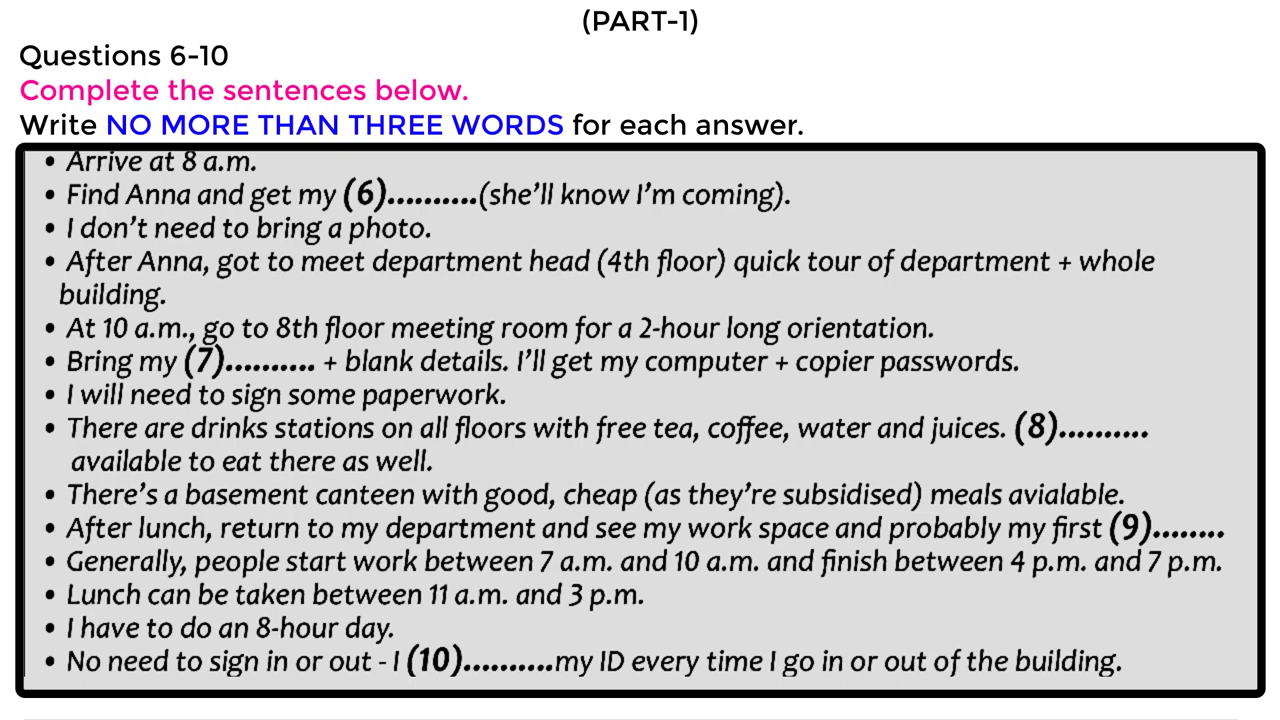 (PART-1)
Questions 6-10
Complete the sentences below.
Write NO MORE THAN THREE WORDS for each answer.
• Arrive at 8 a.m.
• Find Anna and get my (6)..........(she'll know I'm coming).
• I don't need to bring a photo.
• After Anna, got to meet department head (4th floor) quick tour of department + whole
building.
• At 10 a.m., go to 8th floor meeting room for a 2-hour long orientation.
• Bring my (7).......... + blank details. I'll get my computer + copier passwords.
• I will need to sign some paperwork.
• There are drinks stations on all floors with free tea, coffee, water and juices. (8)..........
available to eat there as well.
• There's a basement canteen with good, cheap (as they're subsidised) meals avialable.
• After lunch, return to my department and see my work space and probably my first (9)........
• Generally, people start work between 7 a.m. and 10 a.m. and finish between 4 p.m. and 7 p.m.
• Lunch can be taken between 11 a.m. and 3 p.m.
• I have to do an 8-hour day.
• No need to sign in or out - I (10)..........my ID every time I go in or out of the building.